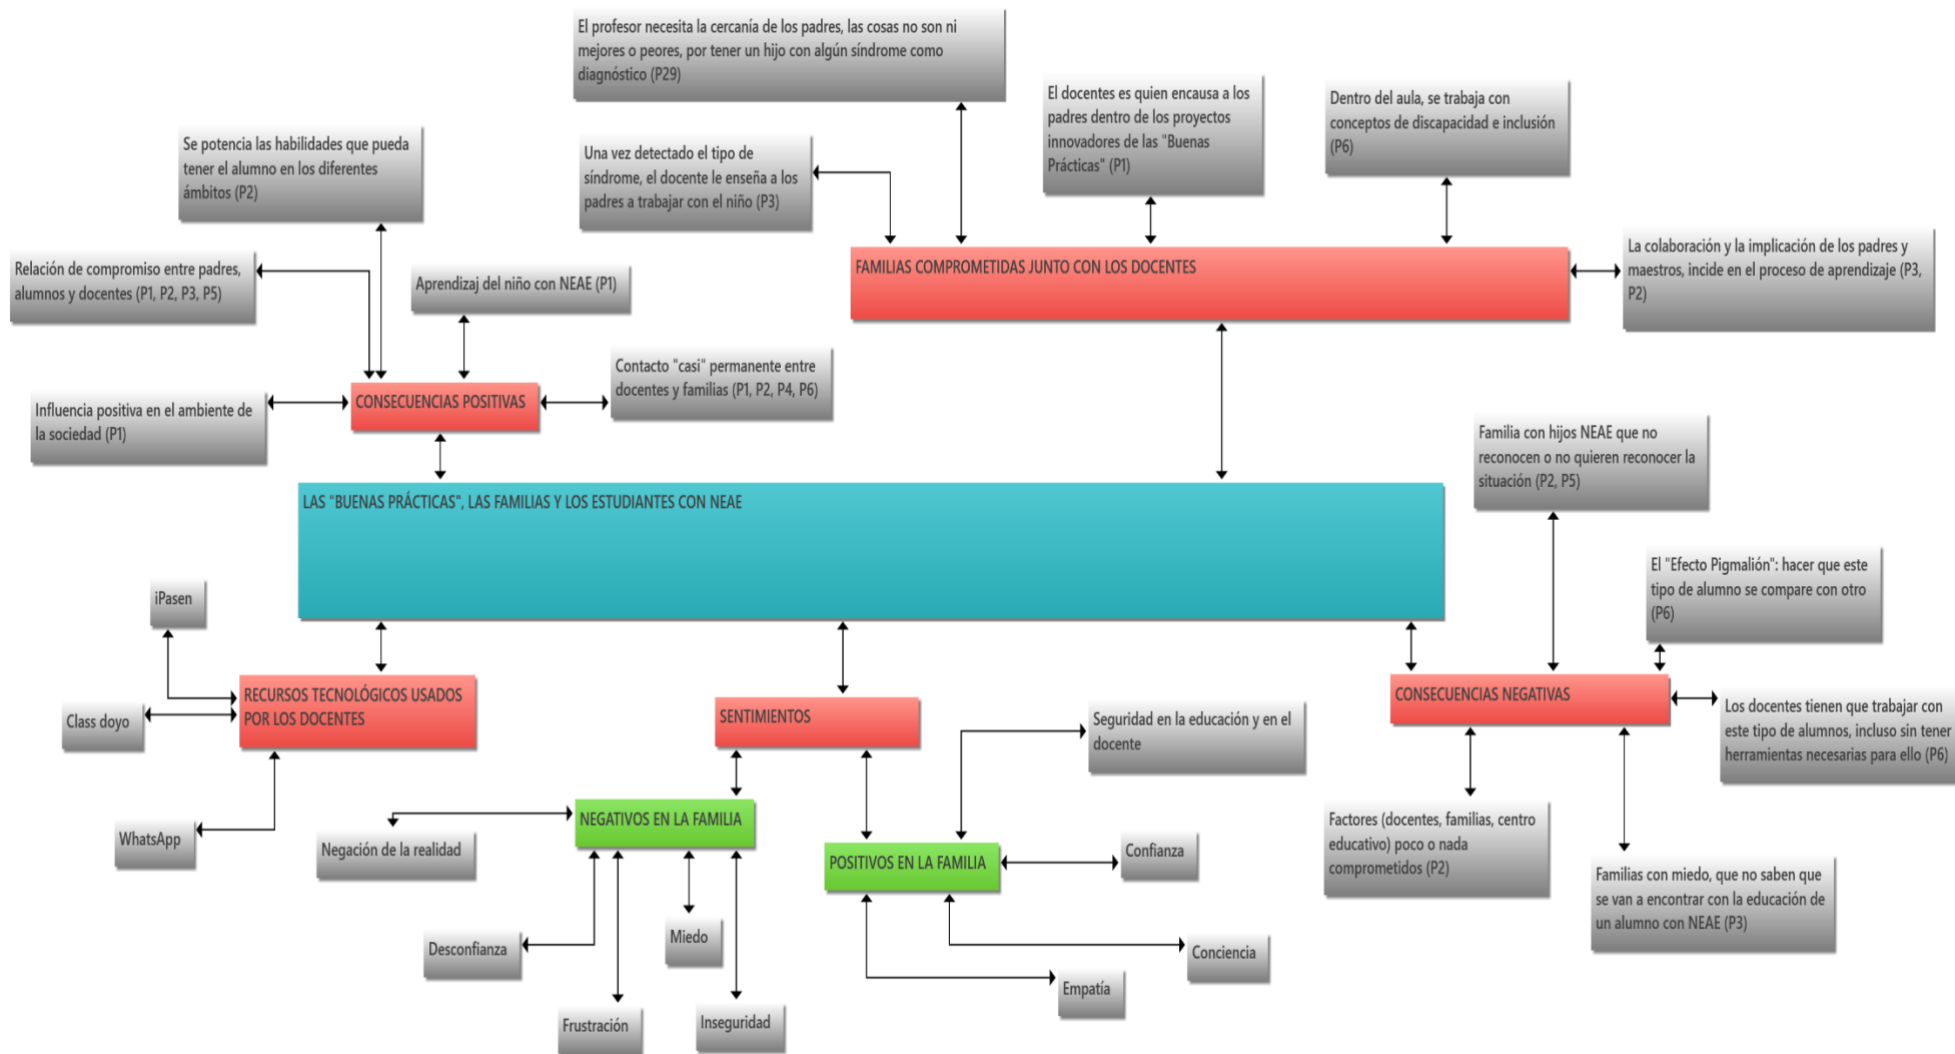 El profesor necesita la cercanía de los padres, las cosas no son ni
mejores o peores, por tener un hijo con algún síndrome como
diagnóstico (P29)
El docentes es quien encausa a los
padres dentro de los proyectos
innovadores de las "Buenas
Prácticas" (P1)
Dentro del aula, se trabaja con
conceptos de discapacidad e inclusión
(P6)
Se potencia las habilidades que pueda
tener el alumno en los diferentes
ámbitos (P2)
Una vez detectado el tipo de
síndrome, el docente le enseña a los
padres a trabajar con el niño (P3)
Relación de compromiso entre padres,
alumnos y docentes (P1, P2, P3, P5)
Aprendizaj del niño con NEAE (P1)
FAMILIAS COMPROMETIDAS JUNTO CON LOS DOCENTES
La colaboración y la implicación de los padres y
maestros, incide en el proceso de aprendizaje (P3,
P2)
Contacto "casi" permanente entre
docentes y familias (P1, P2, P4, P6)
CONSECUENCIAS POSITIVAS
Influencia positiva en el ambiente de
la sociedad (P1)
Familia con hijos NEAE que no
reconocen o no quieren reconocer la
situación (P2, P5)
LAS "BUENAS PRÁCTICAS", LAS FAMILIAS Y LOS ESTUDIANTES CON NEAE
El "Efecto Pigmalión": hacer que este
tipo de alumno se compare con otro
(P6)
iPasen
RECURSOS TECNOLÓGICOS USADOS
POR LOS DOCENTES
Class doyo
WhatsApp
SENTIMIENTOS
Seguridad en la educación y en el
docente
CONSECUENCIAS NEGATIVAS
Los docentes tienen que trabajar con
este tipo de alumnos, incluso sin tener
herramientas necesarias para ello (P6)
NEGATIVOS EN LA FAMILIA
Negación de la realidad
POSITIVOS EN LA FAMILIA
Confianza
Factores (docentes, familias, centro
educativo) poco o nada
comprometidos (P2)
Familias con miedo, que no saben que
se van a encontrar con la educación de
un alumno con NEAE (P3)
Desconfianza
Miedo
Conciencia
Empatía
Frustración
Inseguridad